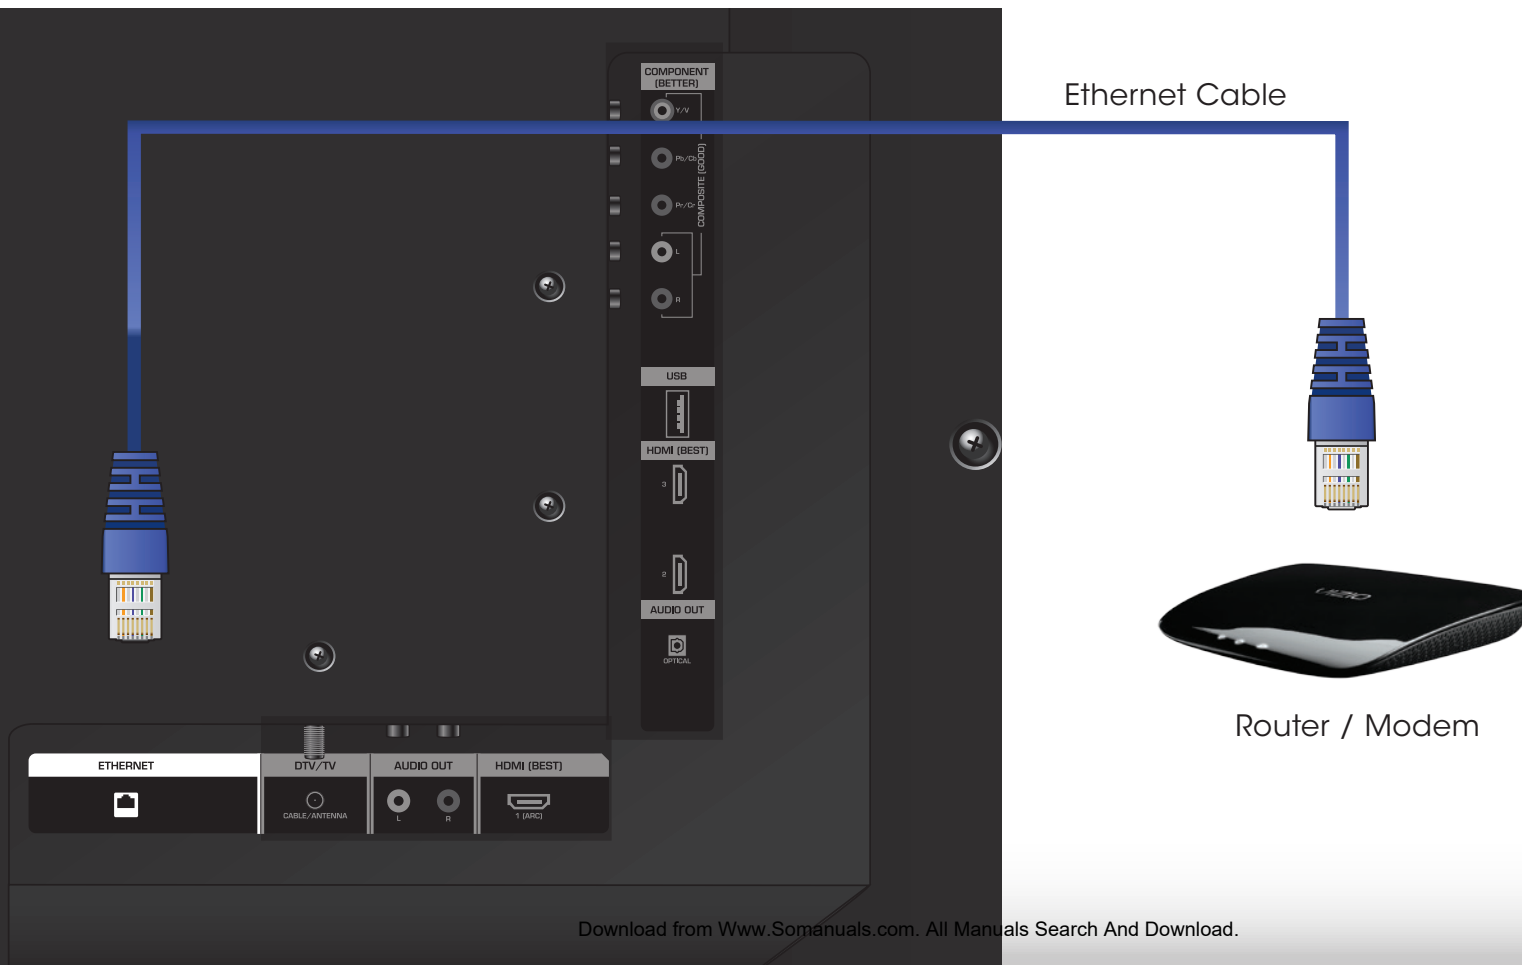 COMPONENT
(BETTER)
Y/V
Pb/Cb
Pr/Cr
COMPOSITE (GOOD)
L
R
USB
HDMI (BEST)
3
2
AUDIO OUT
OPTICAL
Ethernet Cable
VIZIO
Router / Modem
ETHERNET
DTV/TV
AUDIO OUT
HDMI (BEST)
CABLE/ANTENNA
L
R
1 (ARC)
Download from Www.Somanuals.com. All Manuals Search And Download.